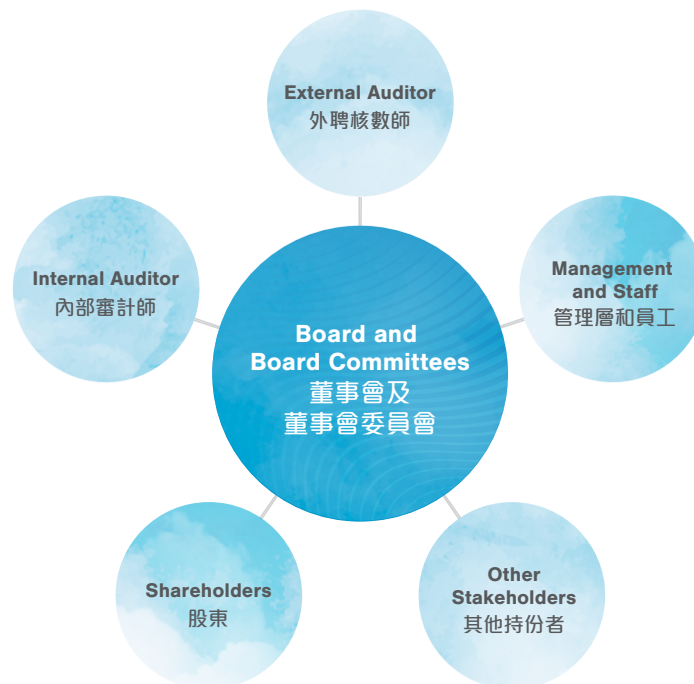 External Auditor
外聘核數師
Internal Auditor
內部審計師
Management
and Staff
管理層和員工
Board and
Board Committees
董事會及
董事會委員會
Shareholders
股東
Other
Stakeholders
其他持份者